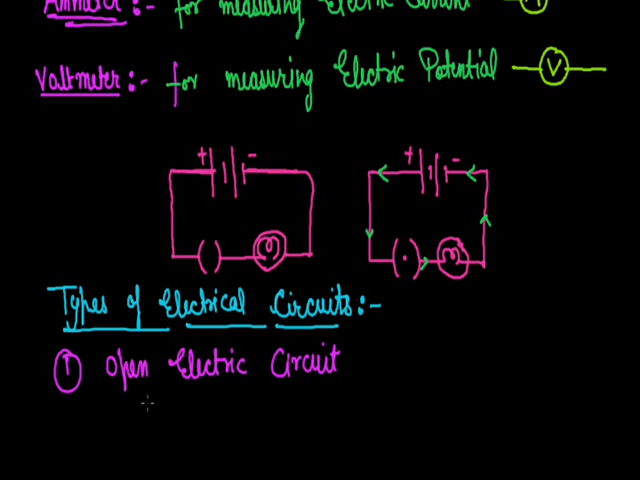 Ammeter :- for measuring Electric Current A
Voltmeter :- for measuring Electric Potential V
+ - + -
Types of Electrical Circuits :-
① Open Electric Circuit